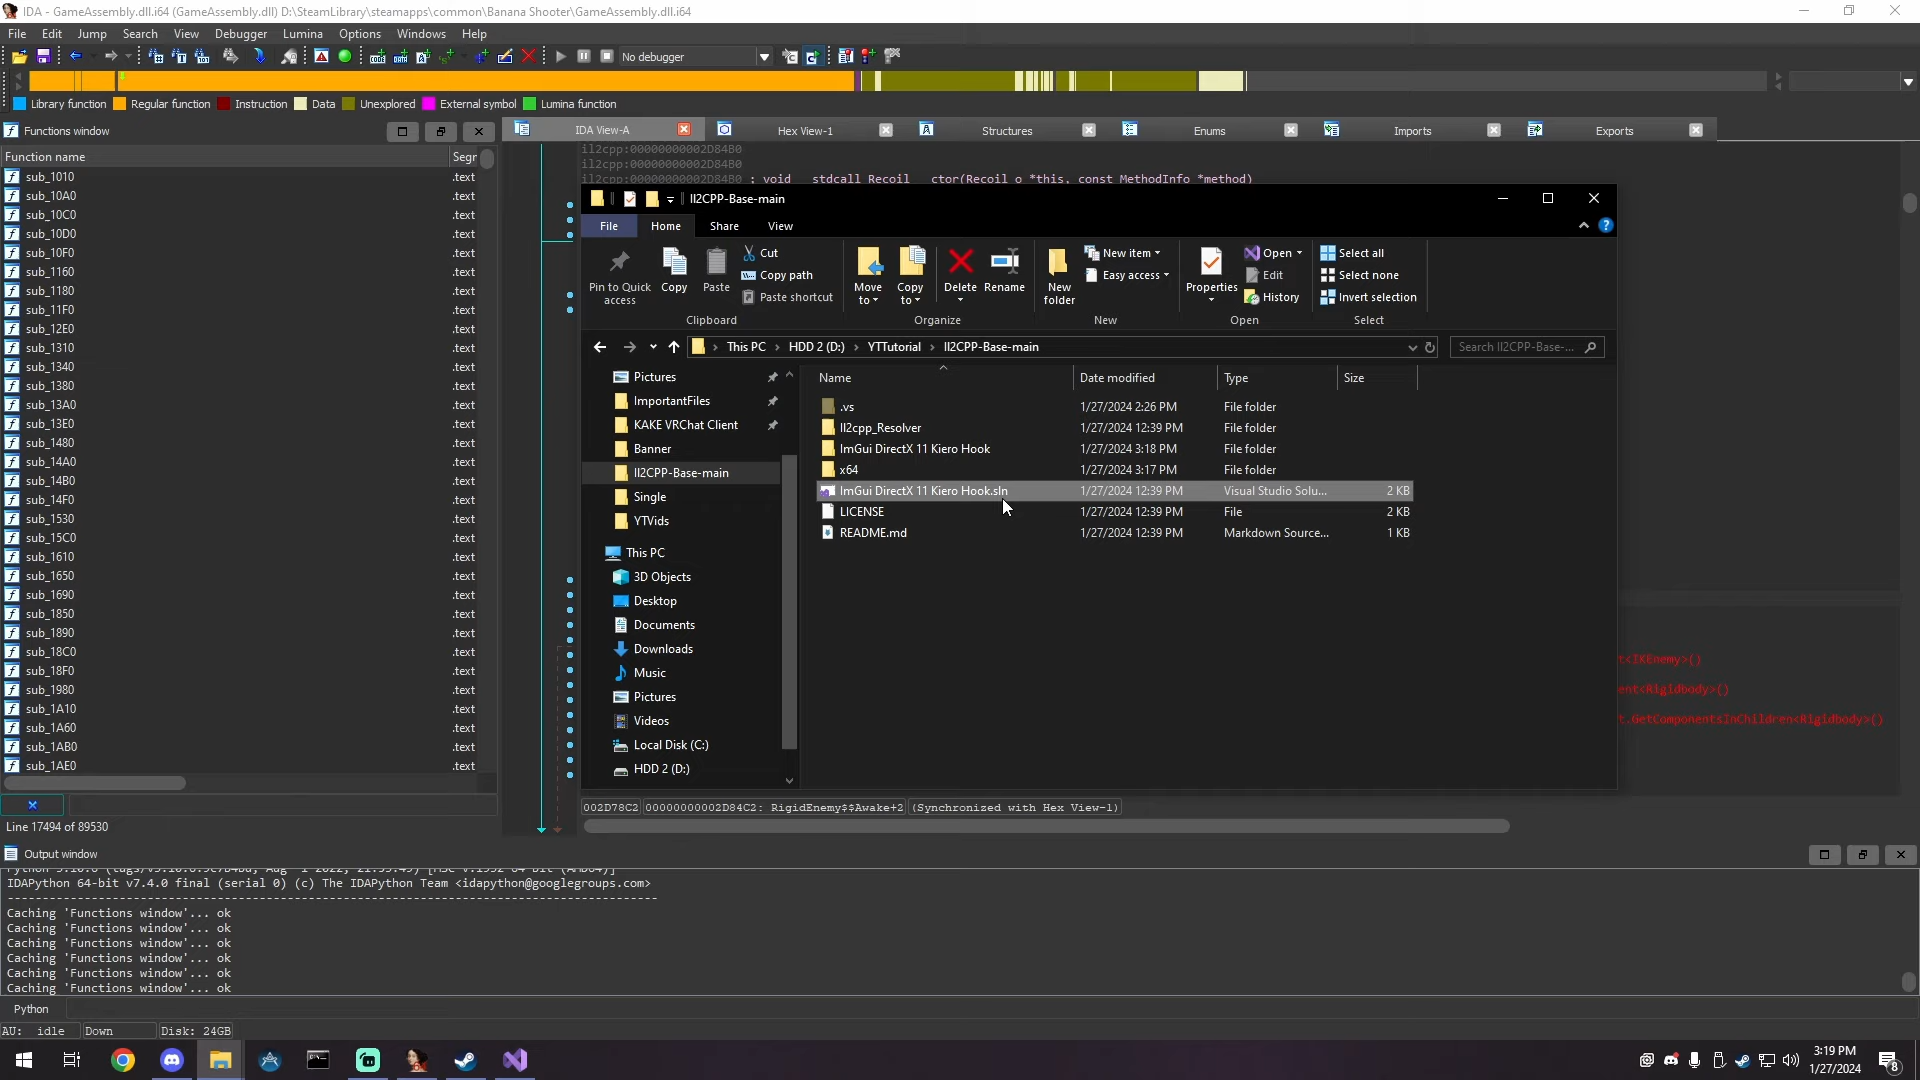 IDA - GameAssembly.dll.i64 (GameAssembly.dll) D:\SteamLibrary\steamapps\common\Banana Shooter\GameAssembly.dll.i64
File Edit Jump Search View Debugger Lumina Options Windows Help
No debugger
Library function Regular function Instruction Data Unexplored External symbol Lumina function
Functions window
IDA View-A
Hex View-1
Structures
Enums
Imports
Exports
Function name Segr
sub_1010 .text
sub_10A0 .text
sub_10C0 .text
sub_10D0 .text
sub_10F0 .text
sub_1160 .text
sub_1180 .text
sub_11F0 .text
sub_12E0 .text
sub_1310 .text
sub_1340 .text
sub_1380 .text
sub_13A0 .text
sub_13E0 .text
sub_1480 .text
sub_14A0 .text
sub_14B0 .text
sub_14F0 .text
sub_1530 .text
sub_15C0 .text
sub_1610 .text
sub_1650 .text
sub_1690 .text
sub_1850 .text
sub_1890 .text
sub_18C0 .text
sub_18F0 .text
sub_1980 .text
sub_1A10 .text
sub_1A60 .text
sub_1AB0 .text
sub_1AE0 .text
Line 17494 of 89530
il2cpp:00000000002D84B0
il2cpp:00000000002D84B0
il2cpp:00000000002D84B0 ; void stdcall Recoil ctor(Recoil o *this, const MethodInfo *method)
Il2CPP-Base-main
File Home Share View
Pin to Quick access
Copy
Paste
Cut
Copy path
Paste shortcut
Clipboard
Move to
Copy to
Delete
Rename
Organize
New folder
New item
Easy access
New
Properties
Open
Edit
History
Open
Select all
Select none
Invert selection
Select
This PC > HDD 2 (D:) > YTTutorial > Il2CPP-Base-main
Search Il2CPP-Base-...
Pictures
ImportantFiles
KAKE VRChat Client
Banner
Il2CPP-Base-main
Single
YTVids
This PC
3D Objects
Desktop
Documents
Downloads
Music
Pictures
Videos
Local Disk (C:)
HDD 2 (D:)
Name Date modified Type Size
.vs 1/27/2024 2:26 PM File folder
Il2cpp_Resolver 1/27/2024 12:39 PM File folder
ImGui DirectX 11 Kiero Hook 1/27/2024 3:18 PM File folder
x64 1/27/2024 3:17 PM File folder
ImGui DirectX 11 Kiero Hook.sln 1/27/2024 12:39 PM Visual Studio Solu... 2 KB
LICENSE 1/27/2024 12:39 PM File 2 KB
README.md 1/27/2024 12:39 PM Markdown Source... 1 KB
t<IKEnemy>()
ent<Rigidbody>()
t.GetComponentsInChildren<Rigidbody>()
002D78C2 00000000002D84C2: RigidEnemy$$Awake+2 (Synchronized with Hex View-1)
Output window
IDAPython 64-bit v7.4.0 final (serial 0) (c) The IDAPython Team <idapython@googlegroups.com>
Caching 'Functions window'... ok
Caching 'Functions window'... ok
Caching 'Functions window'... ok
Caching 'Functions window'... ok
Caching 'Functions window'... ok
Caching 'Functions window'... ok
Python
AU: idle Down Disk: 24GB
3:19 PM
1/27/2024
8